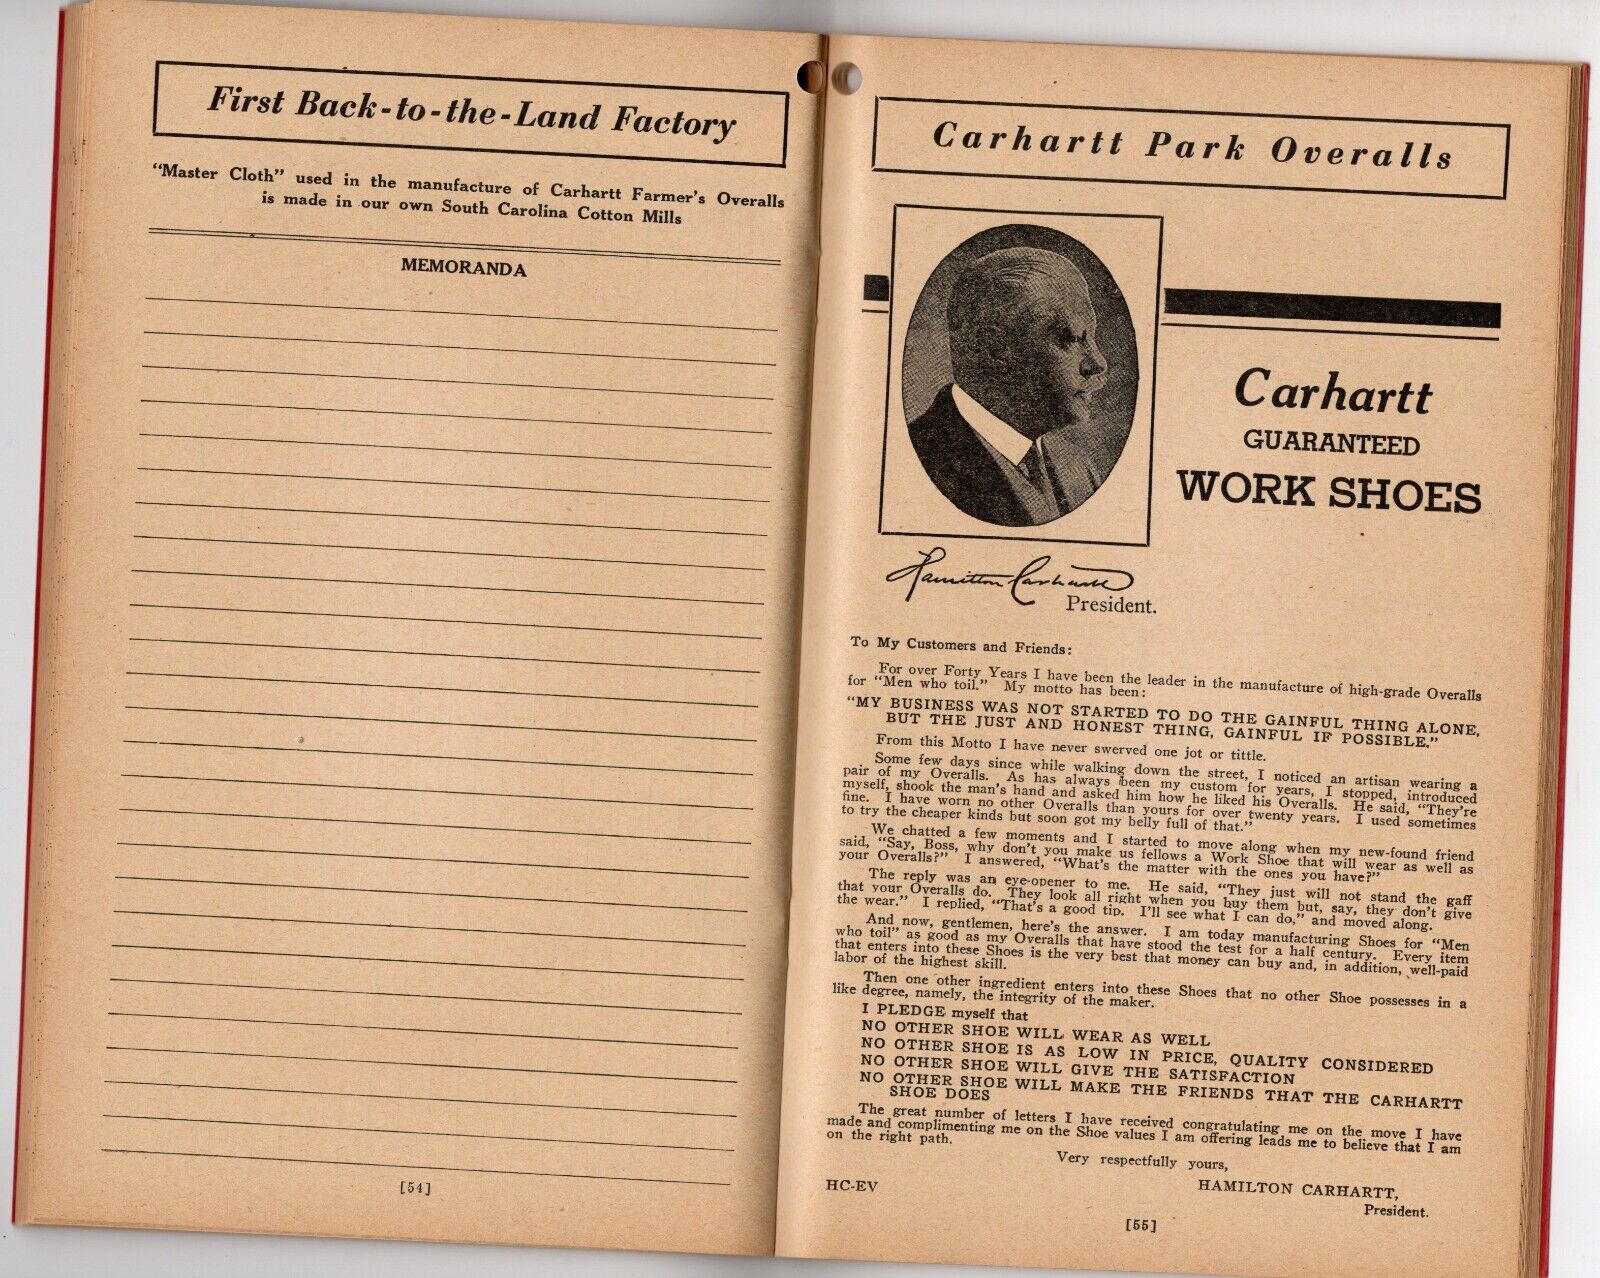 First Back-to-the-Land Factory
"Master Cloth" used in the manufacture of Carhartt Farmer's Overalls
is made in our own South Carolina Cotton Mills
MEMORANDA
[54]
Carhartt Park Overalls
Carhartt
GUARANTEED
WORK SHOES
Hamilton Carhartt
President.
To My Customers and Friends:
For over Forty Years I have been the leader in the manufacture of high-grade Overalls
for "Men who toil." My motto has been:
"MY BUSINESS WAS NOT STARTED TO DO THE GAINFUL THING ALONE,
BUT THE JUST AND HONEST THING, GAINFUL IF POSSIBLE."
From this Motto I have never swerved one jot or tittle.
Some few days since while walking down the street, I noticed an artisan wearing a
pair of my Overalls. As has always been my custom for years, I stopped, introduced
myself, shook the man's hand and asked him how he liked his Overalls. He said, "They're
fine. I have worn no other Overalls than yours for over twenty years. I used sometimes
to try the cheaper kinds but soon got my belly full of that."
We chatted a few moments and I started to move along when my new-found friend
said, "Say, Boss, why don't you make us fellows a Work Shoe that will wear as well as
your Overalls?" I answered, "What's the matter with the ones you have?"
The reply was an eye-opener to me. He said, "They just will not stand the gaff
that your Overalls do. They look all right when you buy them but, say, they don't give
the wear." I replied, "That's a good tip. I'll see what I can do," and moved along.
And now, gentlemen, here's the answer. I am today manufacturing Shoes for "Men
who toil" as good as my Overalls that have stood the test for a half century. Every item
that enters into these Shoes is the very best that money can buy and, in addition, well-paid
labor of the highest skill.
Then one other ingredient enters into these Shoes that no other Shoe possesses in a
like degree, namely, the integrity of the maker.
I PLEDGE myself that
NO OTHER SHOE WILL WEAR AS WELL
NO OTHER SHOE IS AS LOW IN PRICE, QUALITY CONSIDERED
NO OTHER SHOE WILL GIVE THE SATISFACTION
NO OTHER SHOE WILL MAKE THE FRIENDS THAT THE CARHARTT
SHOE DOES
The great number of letters I have received congratulating me on the move I have
made and complimenting me on the Shoe values I am offering leads me to believe that I am
on the right path.
Very respectfully yours,
HC-EV
HAMILTON CARHARTT,
President.
[55]